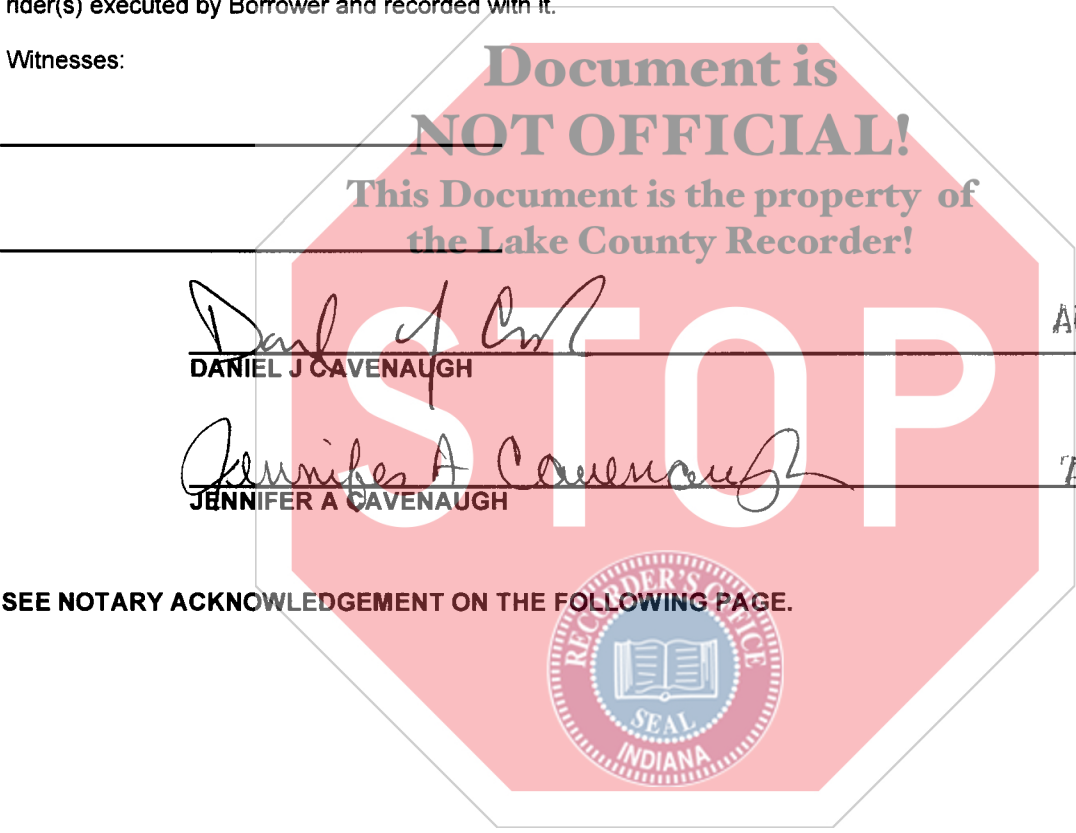 rider(s) executed by Borrower and recorded with it.
Witnesses:
Document is
NOT OFFICIAL!
This Document is the property of
the Lake County Recorder!
STOP
DANIEL J CAVENAUGH
Jennifer A Cavenaugh
JENNIFER A CAVENAUGH
SEE NOTARY ACKNOWLEDGEMENT ON THE FOLLOWING PAGE.
RECORDER'S OFFICE
SEAL
INDIANA